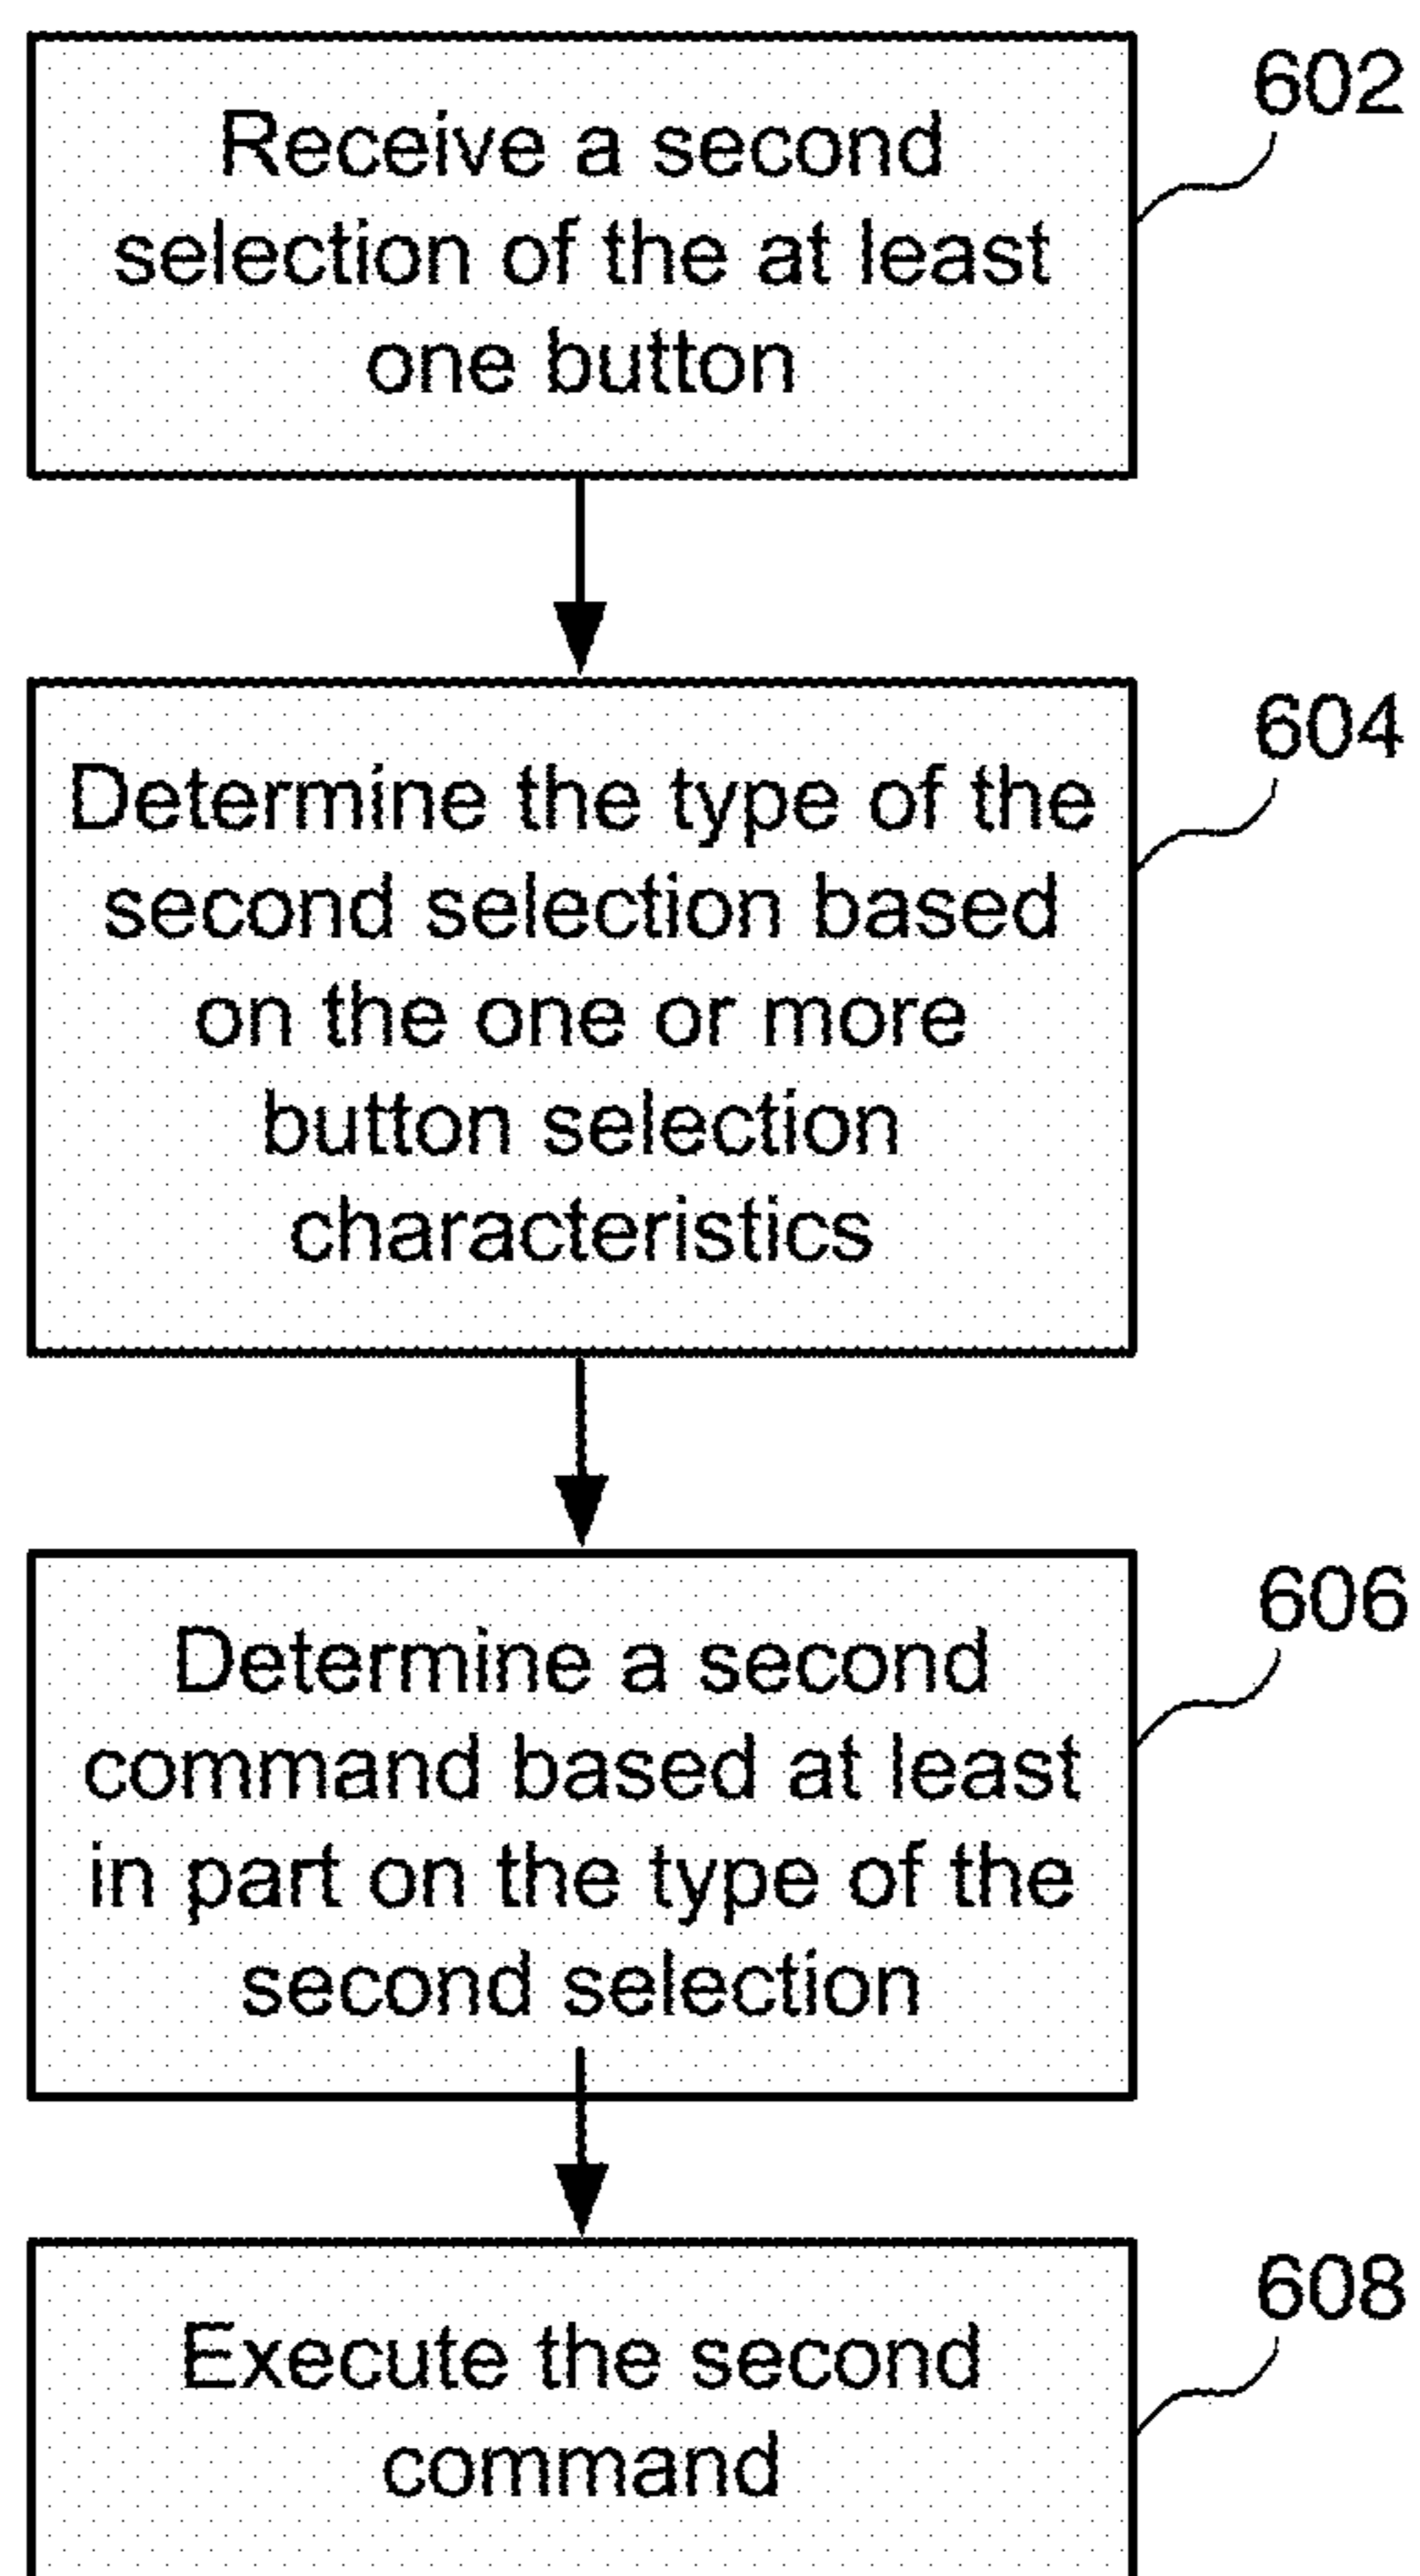 Receive a second
selection of the at least
one button
602
Determine the type of the
second selection based
on the one or more
button selection
characteristics
604
Determine a second
command based at least
in part on the type of the
second selection
606
Execute the second
command
608